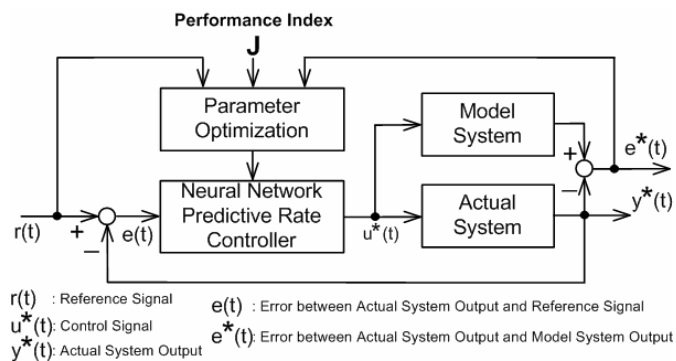 Performance Index
J
Parameter
Optimization
Model
System
+
e*(t)
−
Neural Network
Predictive Rate
Controller
Actual
System
y*(t)
r(t)
+
−
e(t)
u*(t)
r(t) : Reference Signal
u*(t): Control Signal
y*(t): Actual System Output
e(t) : Error between Actual System Output and Reference Signal
e*(t): Error between Actual System Output and Model System Output